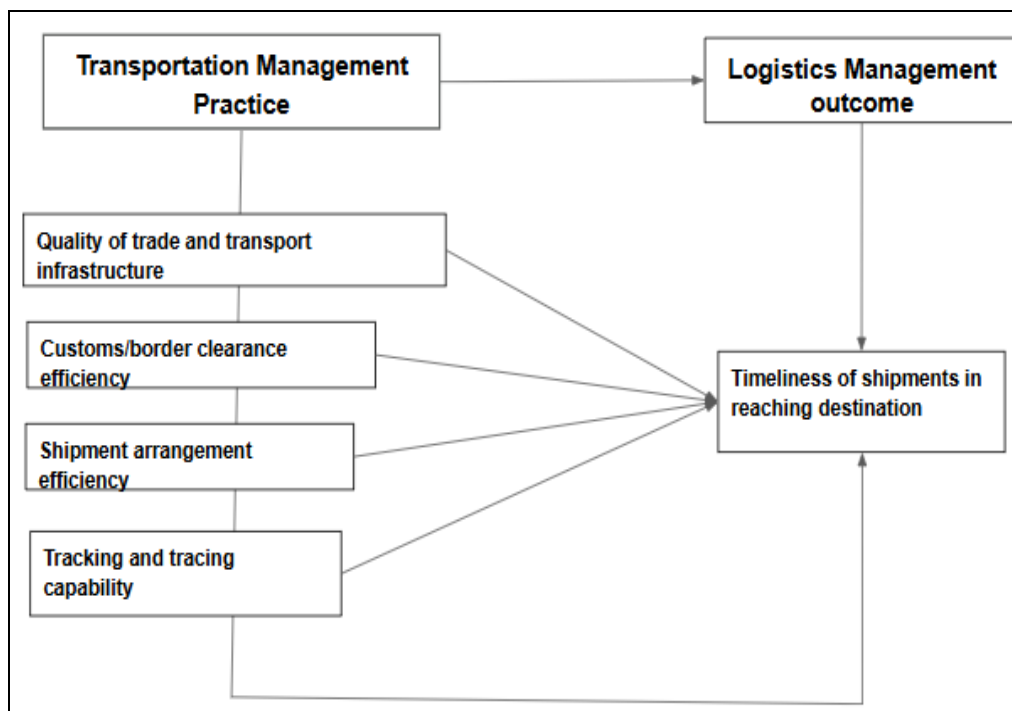 Transportation Management
Practice
Logistics Management
outcome
Quality of trade and transport
infrastructure
Customs/border clearance
efficiency
Shipment arrangement
efficiency
Tracking and tracing
capability
Timeliness of shipments in
reaching destination